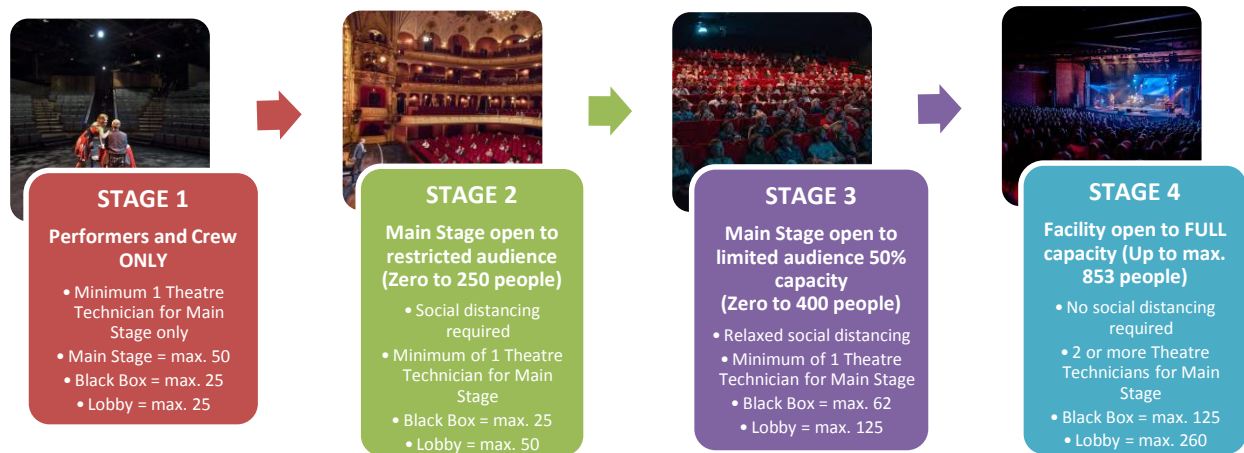 STAGE 1
Performers and Crew
ONLY
• Minimum 1 Theatre
Technician for Main
Stage only
• Main Stage = max. 50
• Black Box = max. 25
• Lobby = max. 25
STAGE 2
Main Stage open to
restricted audience
(Zero to 250 people)
• Social distancing
required
• Minimum of 1 Theatre
Technician for Main
Stage
• Black Box = max. 25
• Lobby = max. 50
STAGE 3
Main Stage open to
limited audience 50%
capacity
(Zero to 400 people)
• Relaxed social distancing
• Minimum of 1 Theatre
Technician for Main Stage
• Black Box = max. 62
• Lobby = max. 125
STAGE 4
Facility open to FULL
capacity (Up to max.
853 people)
• No social distancing
required
• 2 or more Theatre
Technicians for Main
Stage
• Black Box = max. 125
• Lobby = max. 260